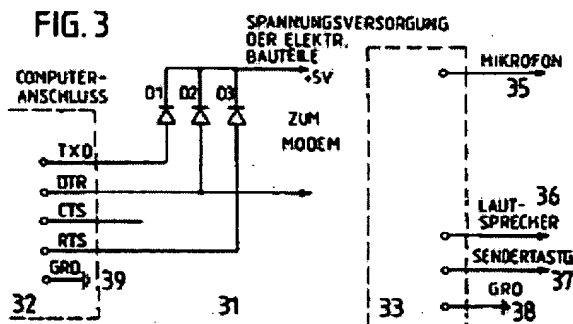 FIG. 3
SPANNUNGSVERSORGUNG
DER ELEKTR.
BAUTEILE
+5V
COMPUTER-
ANSCHLUSS
D1
D2
D3
ZUM
MODEM
TXD
DTR
CTS
RTS
GRD
39
32
31
MIKROFON
35
36
LAUT-
SPRECHER
SENDERTASTG
37
GRD
38
33